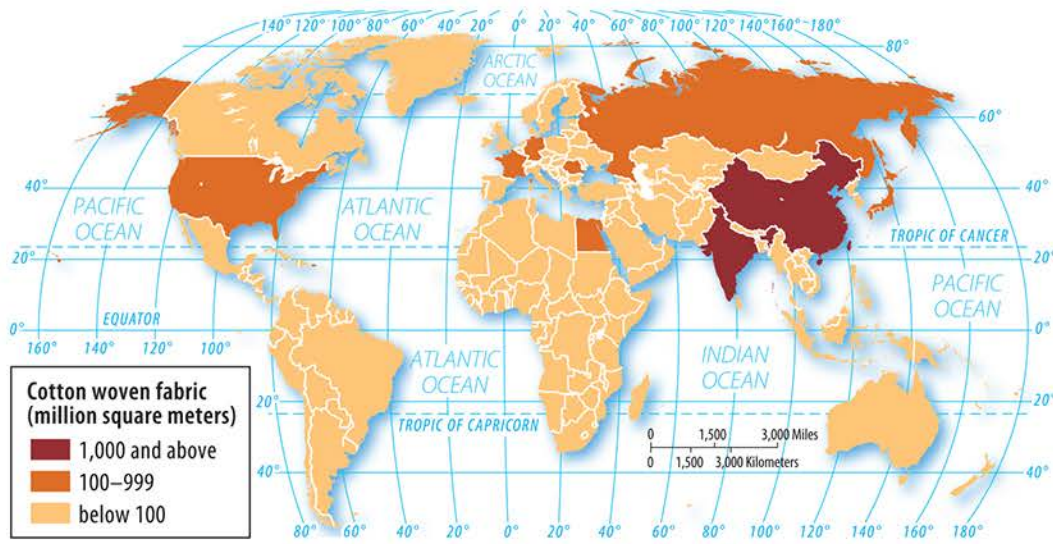 140° 120° 80° 40° 20° 0° 20° 40° 80° 120° 140° 160° 180°
80°
ARCTIC
OCEAN
60°
40°
40°
PACIFIC
OCEAN
ATLANTIC
OCEAN
TROPIC OF CANCER
20°
20°
PACIFIC
OCEAN
EQUATOR
0°
0°
160° 140° 120° 100°
ATLANTIC
OCEAN
INDIAN
OCEAN
Cotton woven fabric
(million square meters)
1,000 and above
100–999
below 100
20°
20°
TROPIC OF CAPRICORN
0 1,500 3,000 Miles
0 1,500 3,000 Kilometers
40°
40°
80° 60° 40° 20° 0° 20° 40° 60° 80° 100° 120° 130° 140° 160° 180°